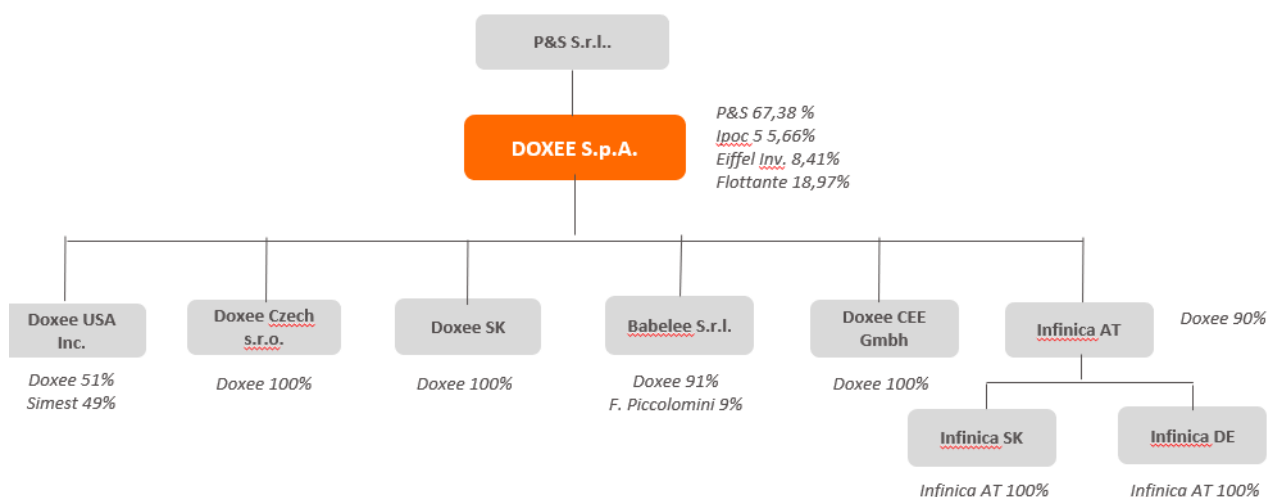 P&S S.r.l..
DOXEE S.p.A.
P&S 67,38 %
Ipoc 5 5,66%
Eiffel Inv. 8,41%
Flottante 18,97%
Doxee USA
Inc.
Doxee 51%
Simest 49%
Doxee Czech
s.r.o.
Doxee 100%
Doxee SK
Doxee 100%
Babelee S.r.l.
Doxee 91%
F. Piccolomini 9%
Doxee CEE
Gmbh
Doxee 100%
Infinica AT
Doxee 90%
Infinica SK
Infinica AT 100%
Infinica DE
Infinica AT 100%